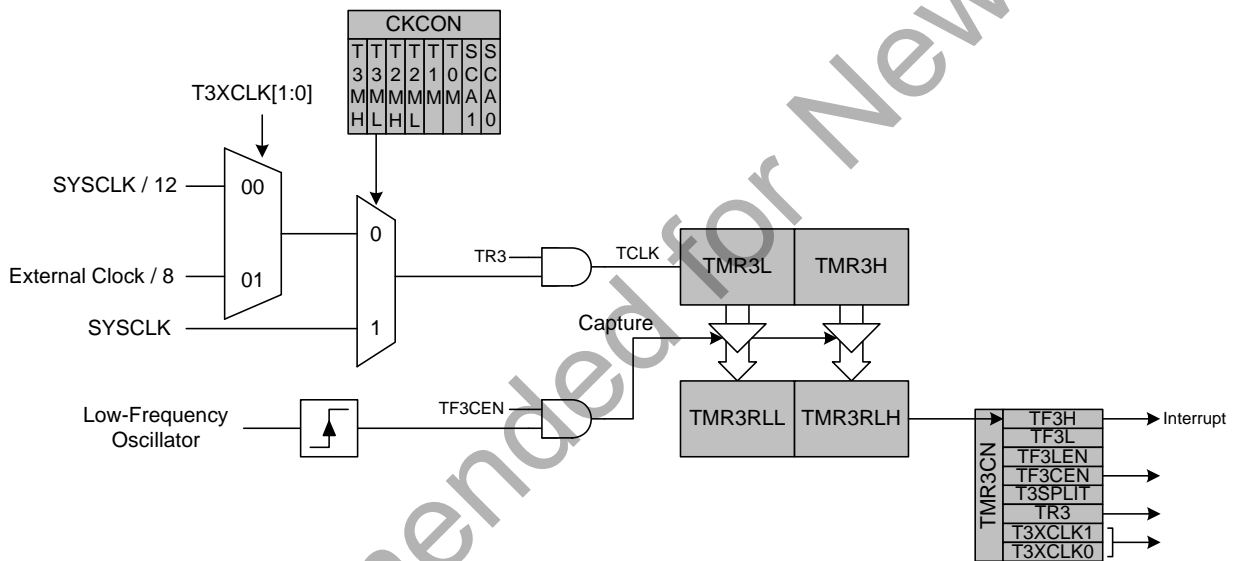 CKCON
T3MH T3ML T2MH T2ML T1M T0M SCA1 SCA0
T3XCLK[1:0]
SYSCLK / 12
00
0
External Clock / 8
01
SYSCLK
1
TR3
TCLK
TMR3L
TMR3H
Capture
Low-Frequency
Oscillator
TF3CEN
TMR3RLL
TMR3RLH
TMR3CN
TF3H
TF3L
TF3LEN
TF3CEN
T3SPLIT
TR3
T3XCLK1
T3XCLK0
Interrupt
mended for New